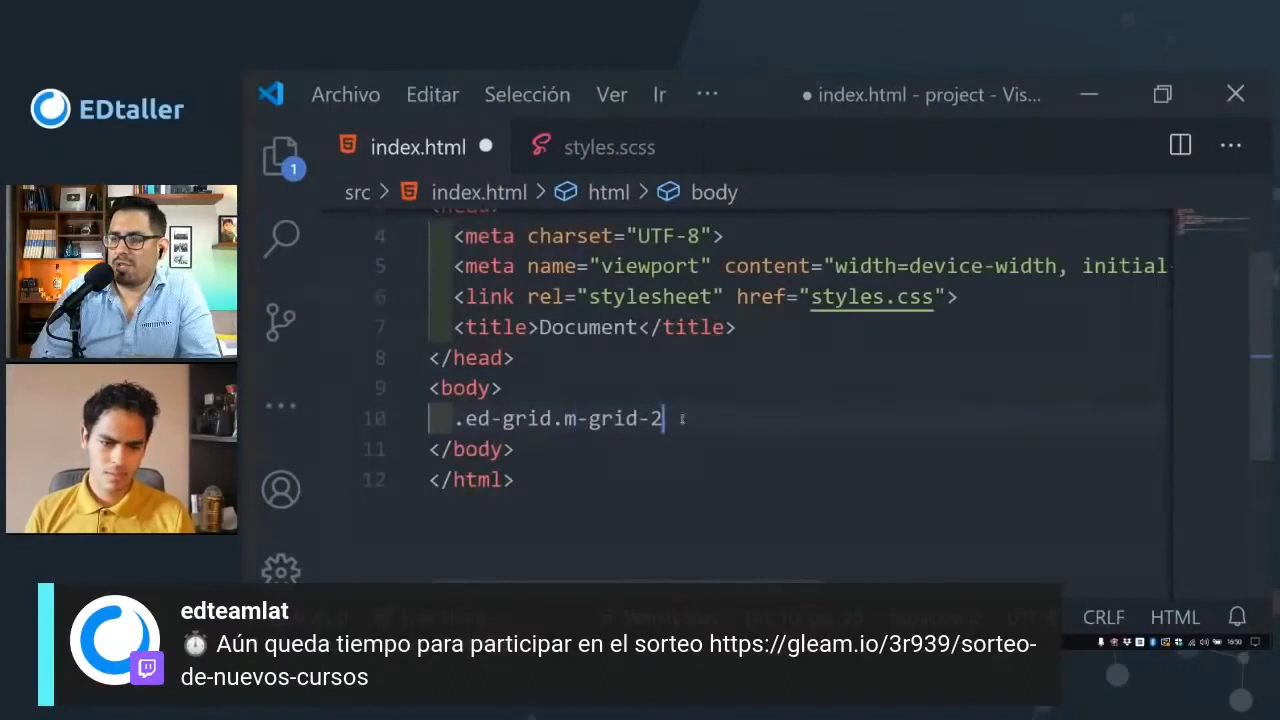 EDtaller
Archivo Editar Selección Ver Ir ··· ● index.html - project - Vis...
index.html ● styles.scss
1
src > index.html > html > body
4 <meta charset="UTF-8">
5 <meta name="viewport" content="width=device-width, initial-
6 <link rel="stylesheet" href="styles.css">
7 <title>Document</title>
8 </head>
9 <body>
10 .ed-grid.m-grid-2
11 </body>
12 </html>
CRLF HTML
16:50
edteamlat
⏱️ Aún queda tiempo para participar en el sorteo https://gleam.io/3r939/sorteo-
de-nuevos-cursos